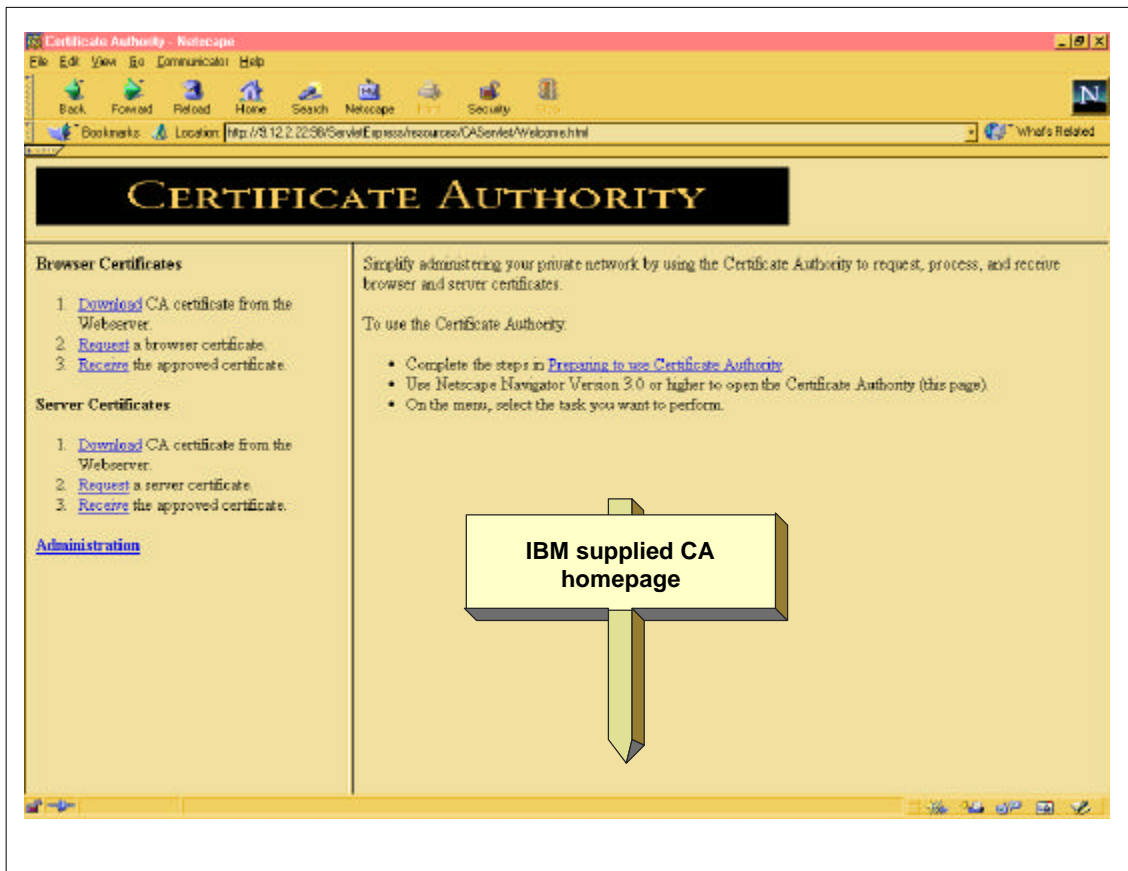 Certificate Authority - Netscape
File Edit View Go Communicator Help
Back Forward Reload Home Search Netscape Print Security
Bookmarks Location: http://9.12.2.22:98/ServletExpress/resources/CAServlet/Welcome.html What's Related
N
CERTIFICATE AUTHORITY
Browser Certificates
1. Download CA certificate from the
Webserver.
2. Request a browser certificate.
3. Receive the approved certificate.
Server Certificates
1. Download CA certificate from the
Webserver.
2. Request a server certificate.
3. Receive the approved certificate.
Administration
Simplify administering your private network by using the Certificate Authority to request, process, and receive
browser and server certificates.
To use the Certificate Authority:
• Complete the steps in Preparing to use Certificate Authority.
• Use Netscape Navigator Version 3.0 or higher to open the Certificate Authority (this page).
• On the menu, select the task you want to perform.
IBM supplied CA
homepage